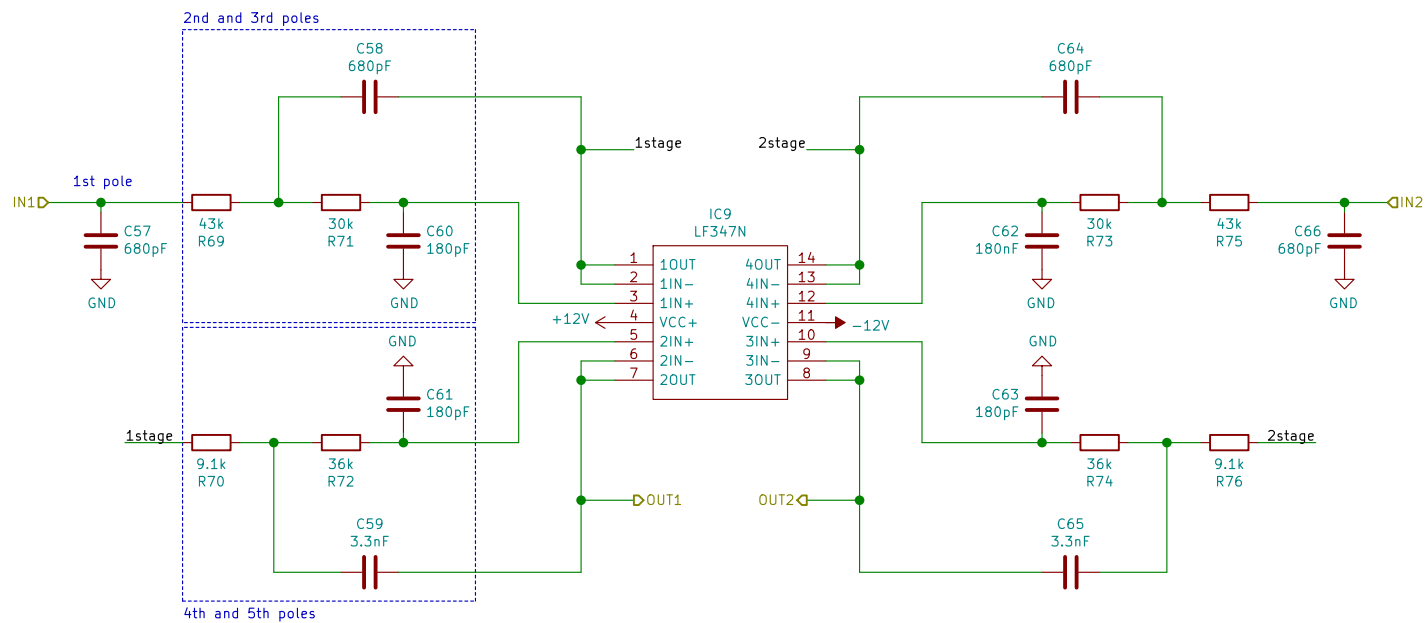 2nd and 3rd poles
C58
680pF
C64
680pF
1stage
2stage
1st pole
IN1
IN2
43k
R69
30k
R71
C57
680pF
C60
180pF
GND
GND
IC9
LF347N
C62
180nF
30k
R73
43k
R75
C66
680pF
GND
GND
1 1OUT 4OUT 14
2 1IN- 4IN- 13
3 1IN+ 4IN+ 12
+12V 4 VCC+ VCC- 11 -12V
5 2IN+ 3IN+ 10
6 2IN- 3IN- 9
7 2OUT 3OUT 8
GND
GND
C61
180pF
C63
180pF
1stage
2stage
9.1k
R70
36k
R72
36k
R74
9.1k
R76
OUT1
OUT2
C59
3.3nF
C65
3.3nF
4th and 5th poles